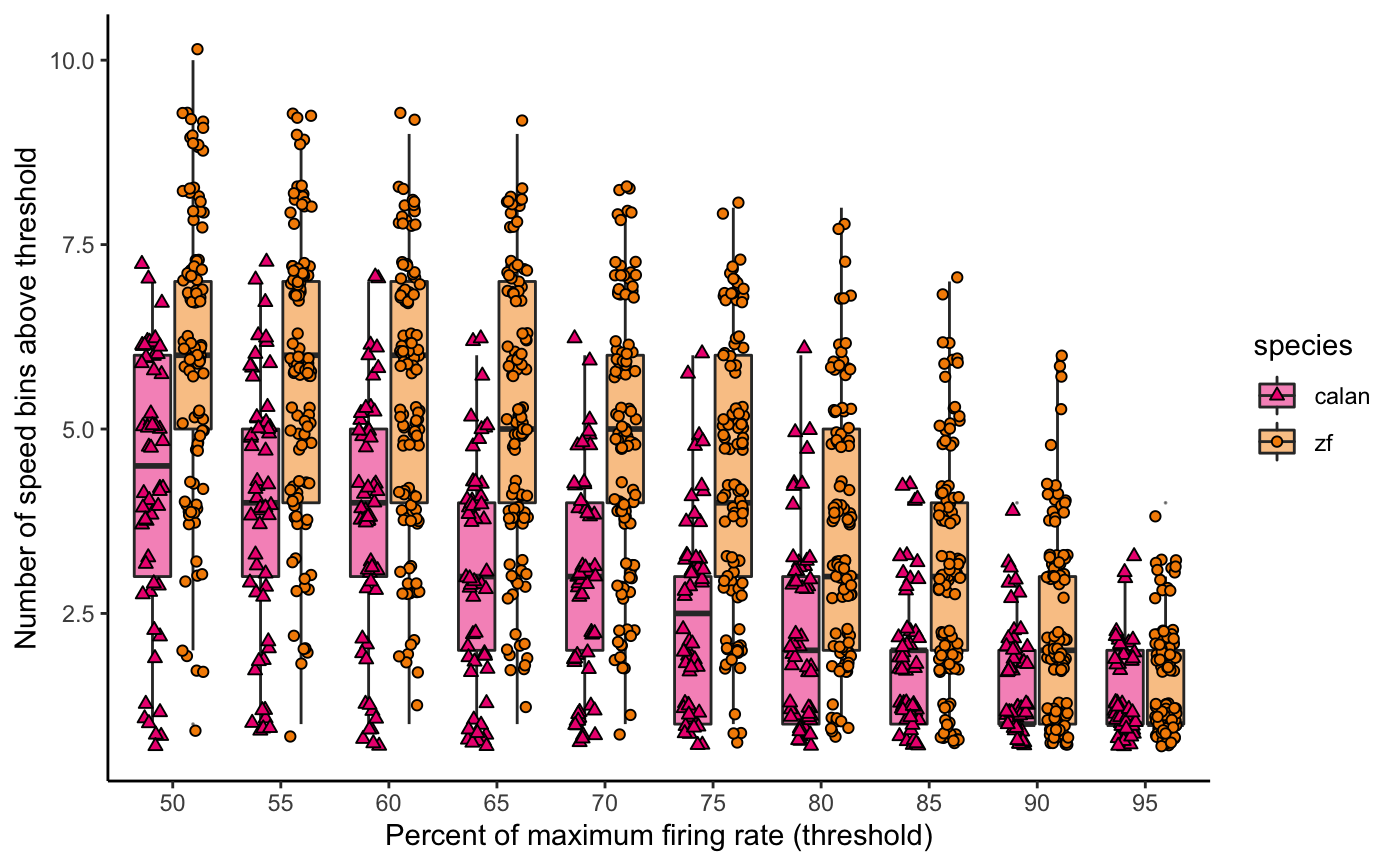 Number of speed bins above threshold
10.0
7.5
5.0
2.5
50 55 60 65 70 75 80 85 90 95
Percent of maximum firing rate (threshold)
species
calan
zf